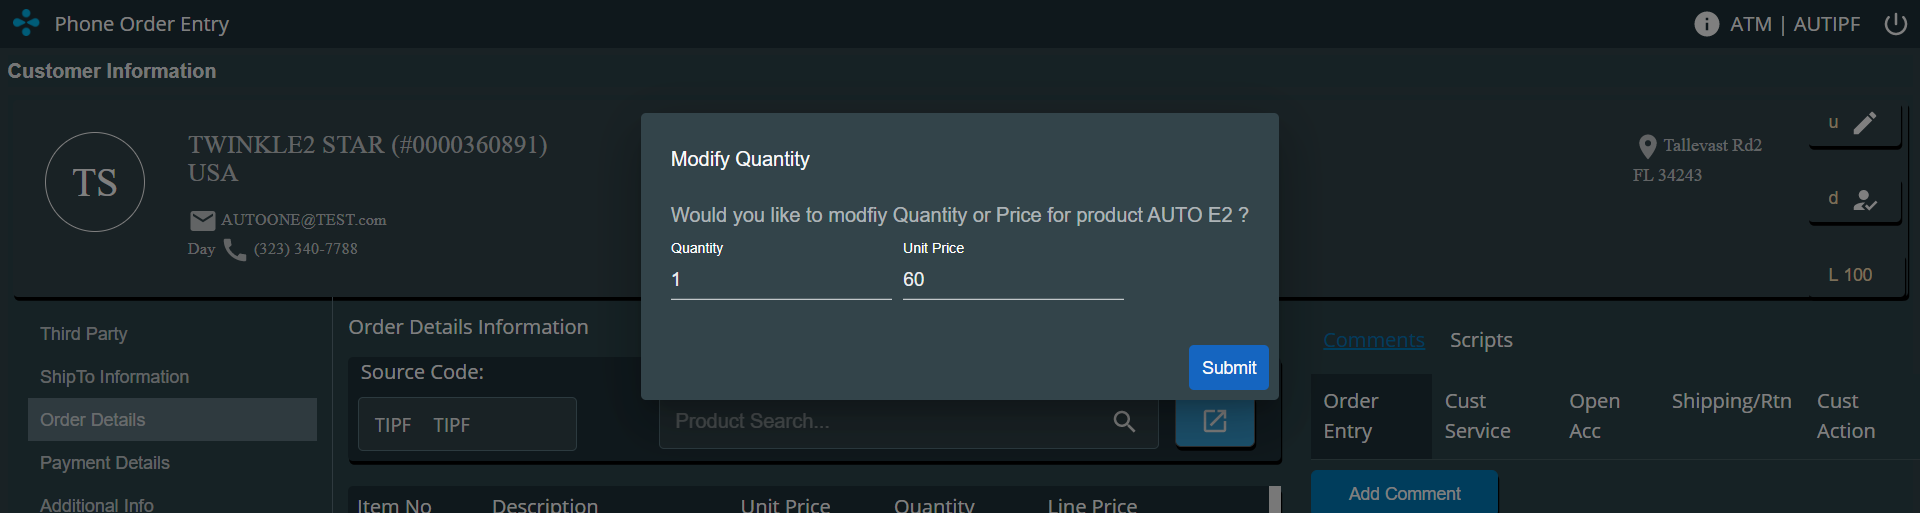 Phone Order Entry
ATM | AUTIPF
Customer Information
TS
TWINKLE2 STAR (#0000360891)
USA
AUTOONE@TEST.com
Day (323) 340-7788
Tallevast Rd2
FL 34243
u
d
L 100
Modify Quantity
Would you like to modfiy Quantity or Price for product AUTO E2 ?
Quantity Unit Price
1 60
Submit
Third Party
ShipTo Information
Order Details
Payment Details
Additional Info
Order Details Information
Source Code:
TIPF TIPF
Product Search...
Item No Description Unit Price Quantity Line Price
Comments Scripts
Order Entry
Cust Service
Open Acc
Shipping/Rtn
Cust Action
Add Comment